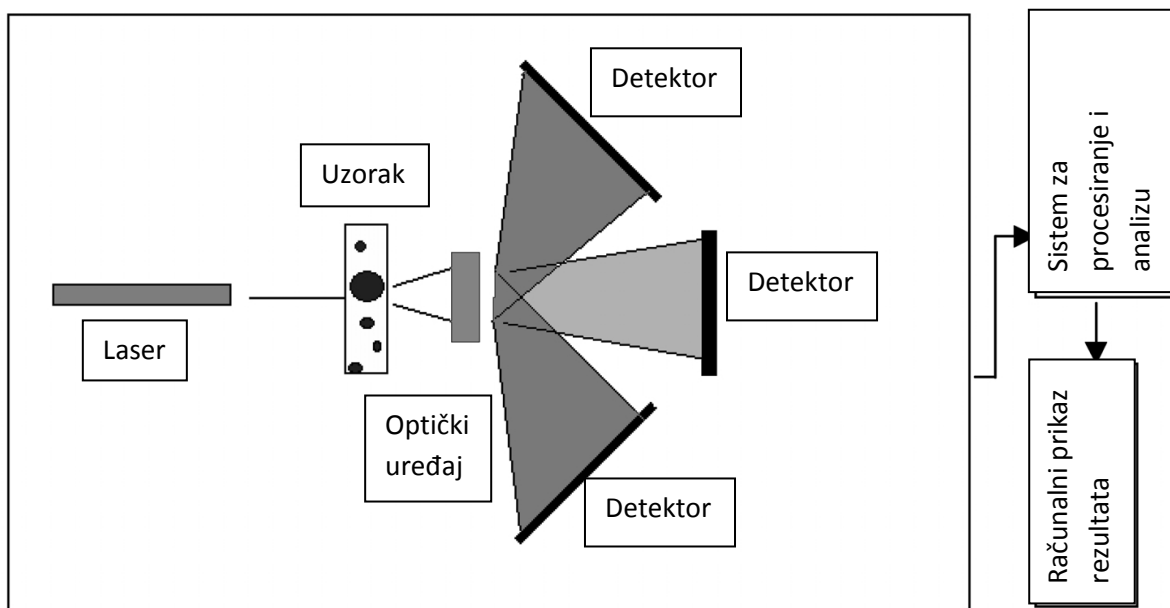 Detektor
Uzorak
Detektor
Laser
Optički
uređaj
Detektor
Sistem za
procesiranje i
analizu
Računalni prikaz
rezultata